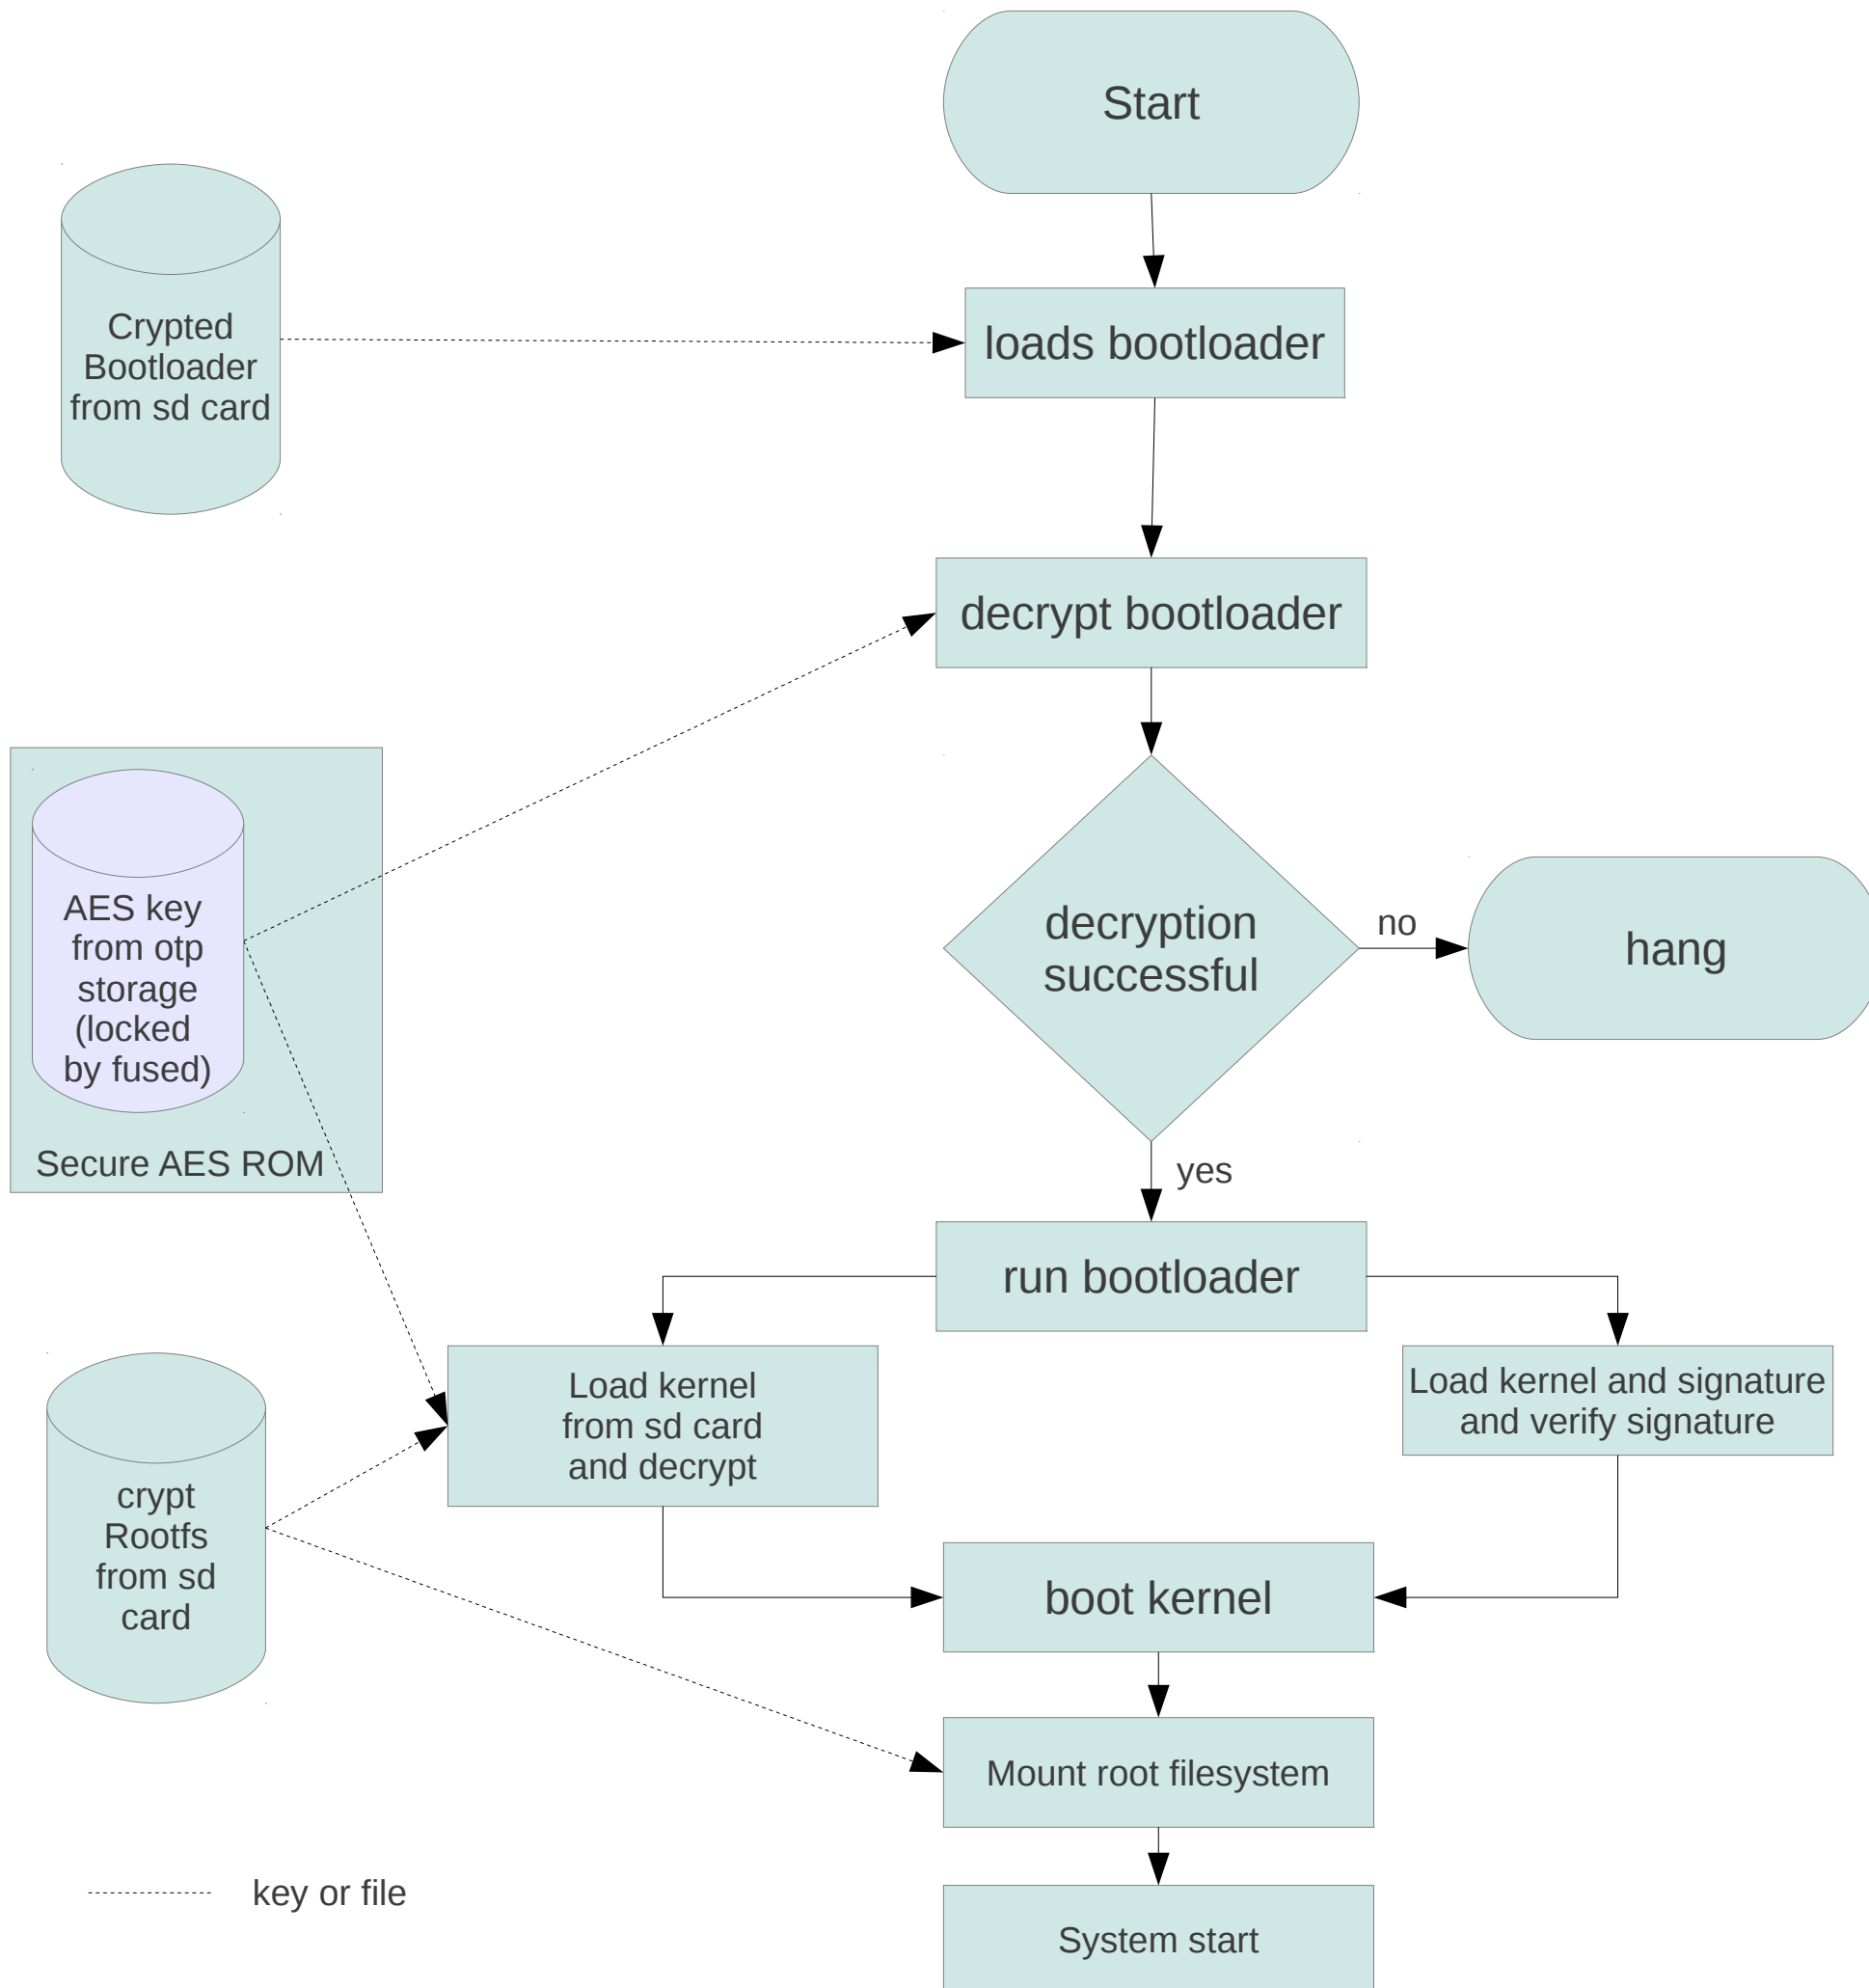 Start
Crypted
Bootloader
from sd card
loads bootloader
decrypt bootloader
AES key
from otp
storage
(locked
by fused)
Secure AES ROM
decryption
successful
no
hang
yes
run bootloader
Load kernel
from sd card
and decrypt
Load kernel and signature
and verify signature
crypt
Rootfs
from sd
card
boot kernel
Mount root filesystem
key or file
System start